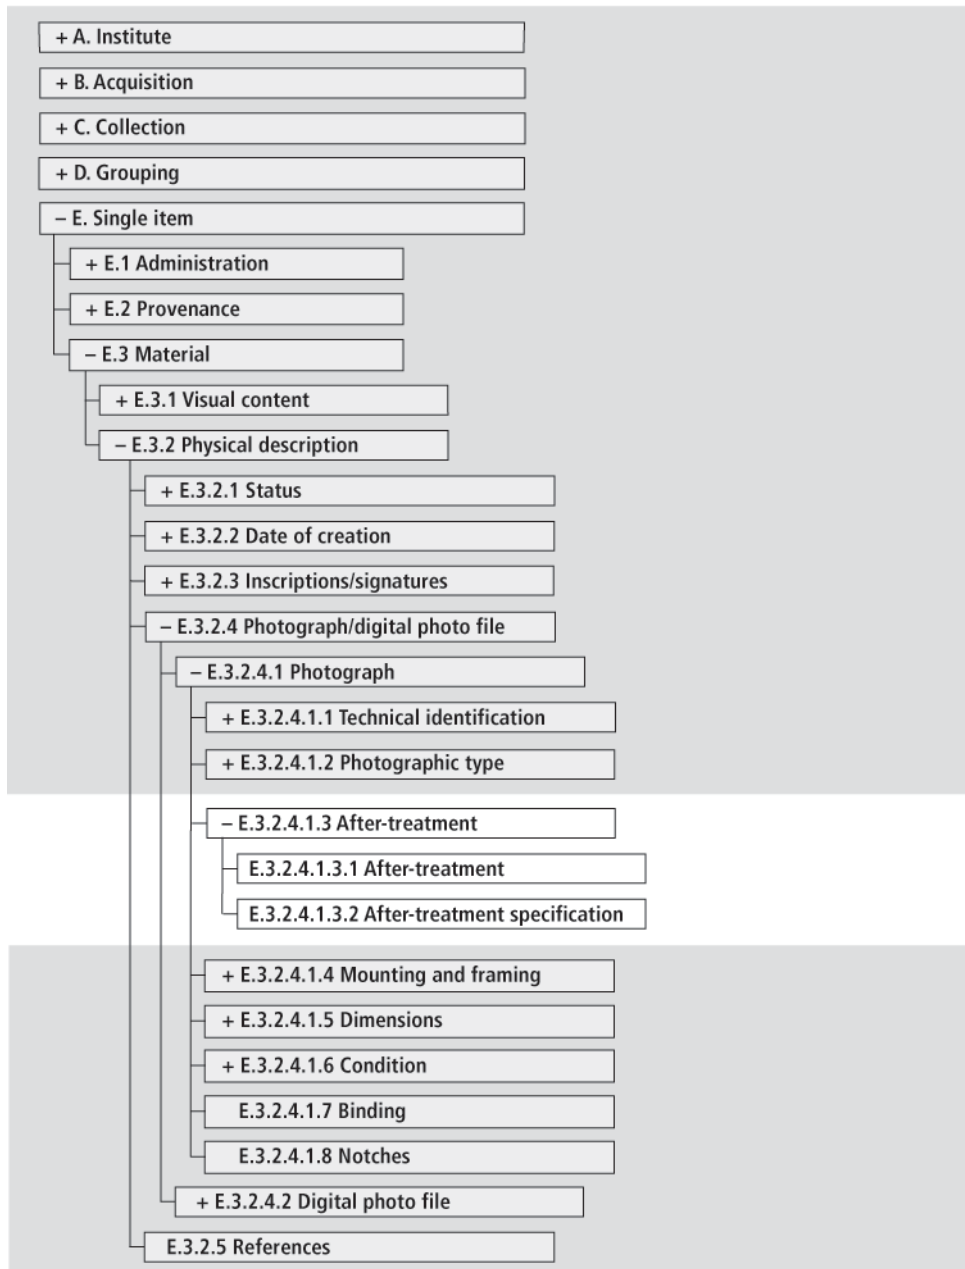 + A. Institute
+ B. Acquisition
+ C. Collection
+ D. Grouping
– E. Single item
+ E.1 Administration
+ E.2 Provenance
– E.3 Material
+ E.3.1 Visual content
– E.3.2 Physical description
+ E.3.2.1 Status
+ E.3.2.2 Date of creation
+ E.3.2.3 Inscriptions/signatures
– E.3.2.4 Photograph/digital photo file
– E.3.2.4.1 Photograph
+ E.3.2.4.1.1 Technical identification
+ E.3.2.4.1.2 Photographic type
– E.3.2.4.1.3 After-treatment
E.3.2.4.1.3.1 After-treatment
E.3.2.4.1.3.2 After-treatment specification
+ E.3.2.4.1.4 Mounting and framing
+ E.3.2.4.1.5 Dimensions
+ E.3.2.4.1.6 Condition
E.3.2.4.1.7 Binding
E.3.2.4.1.8 Notches
+ E.3.2.4.2 Digital photo file
E.3.2.5 References